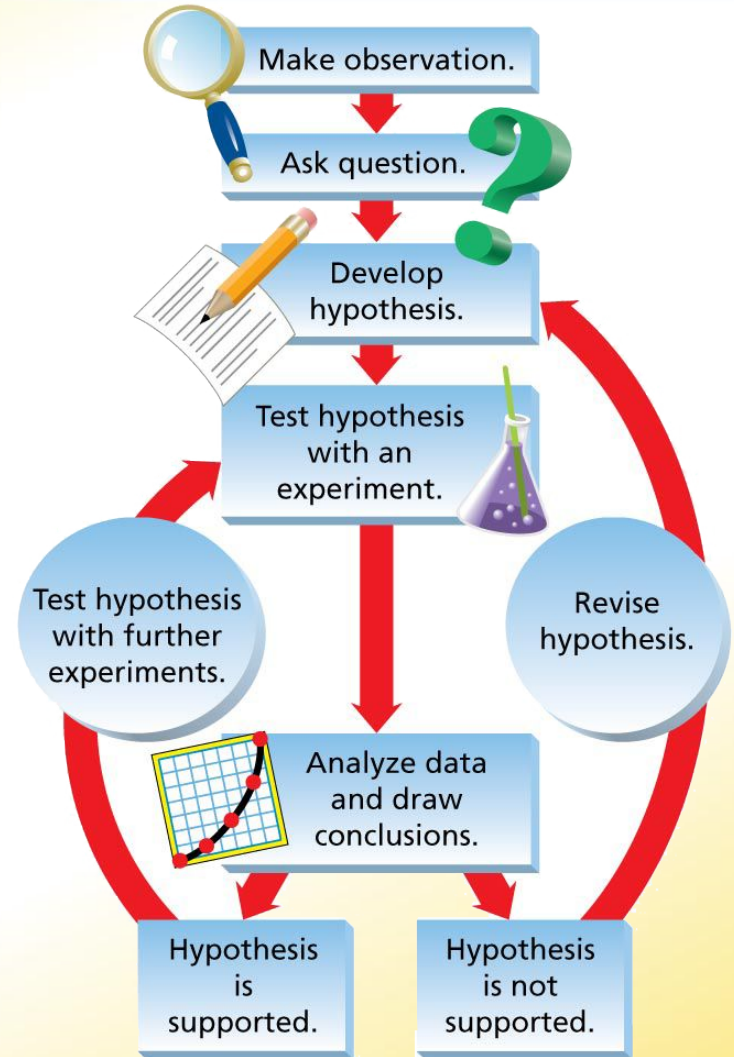 Make observation.
Ask question.
Develop
hypothesis.
Test hypothesis
with an
experiment.
Test hypothesis
with further
experiments.
Revise
hypothesis.
Analyze data
and draw
conclusions.
Hypothesis
is
supported.
Hypothesis
is not
supported.